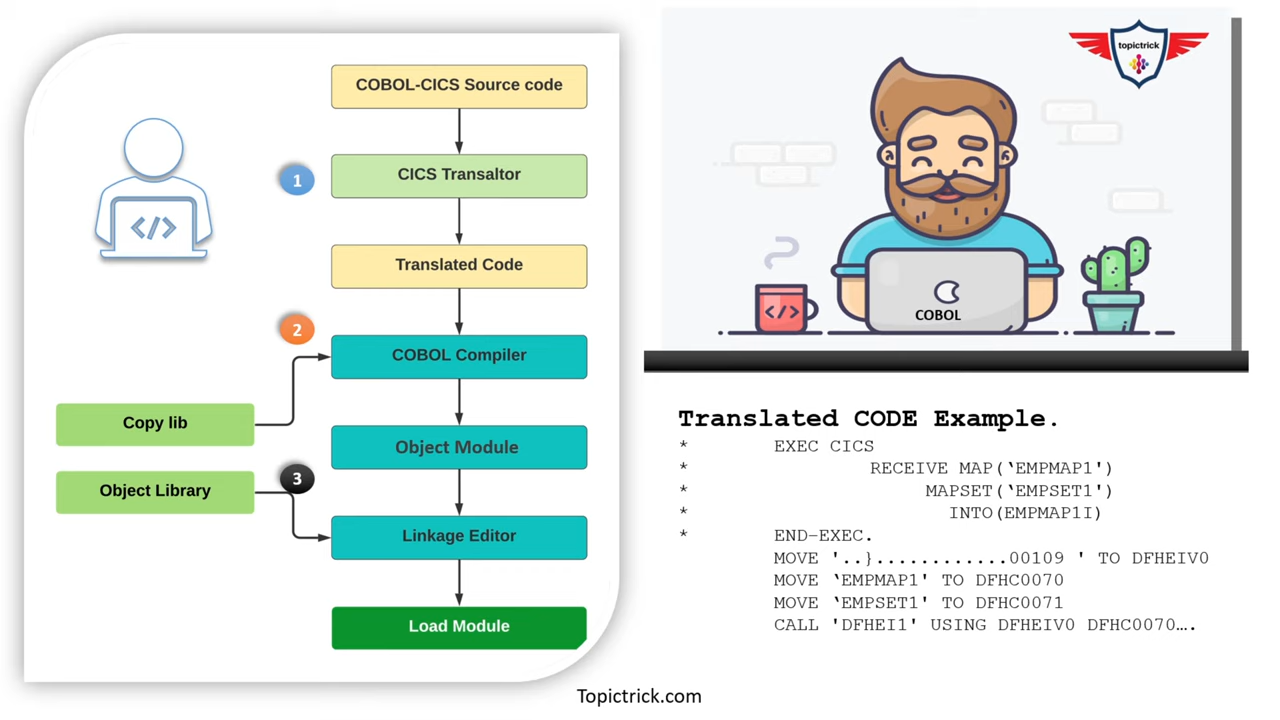 COBOL-CICS Source code
1
CICS Transaltor
</>
Translated Code
2
COBOL Compiler
Copy lib
Object Module
3
Object Library
Linkage Editor
Load Module
topictrick
</>
COBOL
Translated CODE Example.
* EXEC CICS
* RECEIVE MAP(‘EMPMAP1')
* MAPSET(‘EMPSET1')
* INTO(EMPMAP1I)
* END-EXEC.
MOVE '..}............00109 ' TO DFHEIV0
MOVE ‘EMPMAP1' TO DFHC0070
MOVE ‘EMPSET1' TO DFHC0071
CALL 'DFHEI1' USING DFHEIV0 DFHC0070….
Topictrick.com